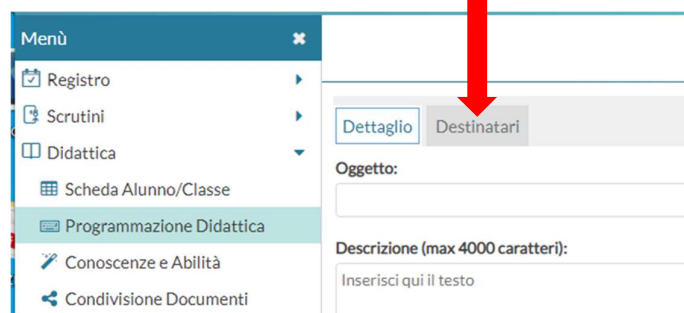 Menù
Registro
Scrutini
Didattica
Scheda Alunno/Classe
Programmazione Didattica
Conoscenze e Abilità
Condivisione Documenti
Dettaglio Destinatari
Oggetto:
Descrizione (max 4000 caratteri):
Inserisci qui il testo